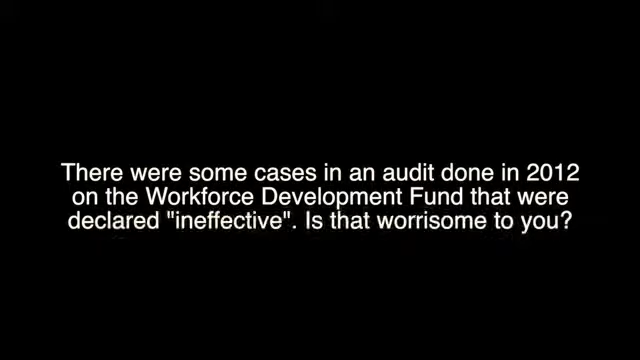 There were some cases in an audit done in 2012
on the Workforce Development Fund that were
declared "ineffective". Is that worrisome to you?